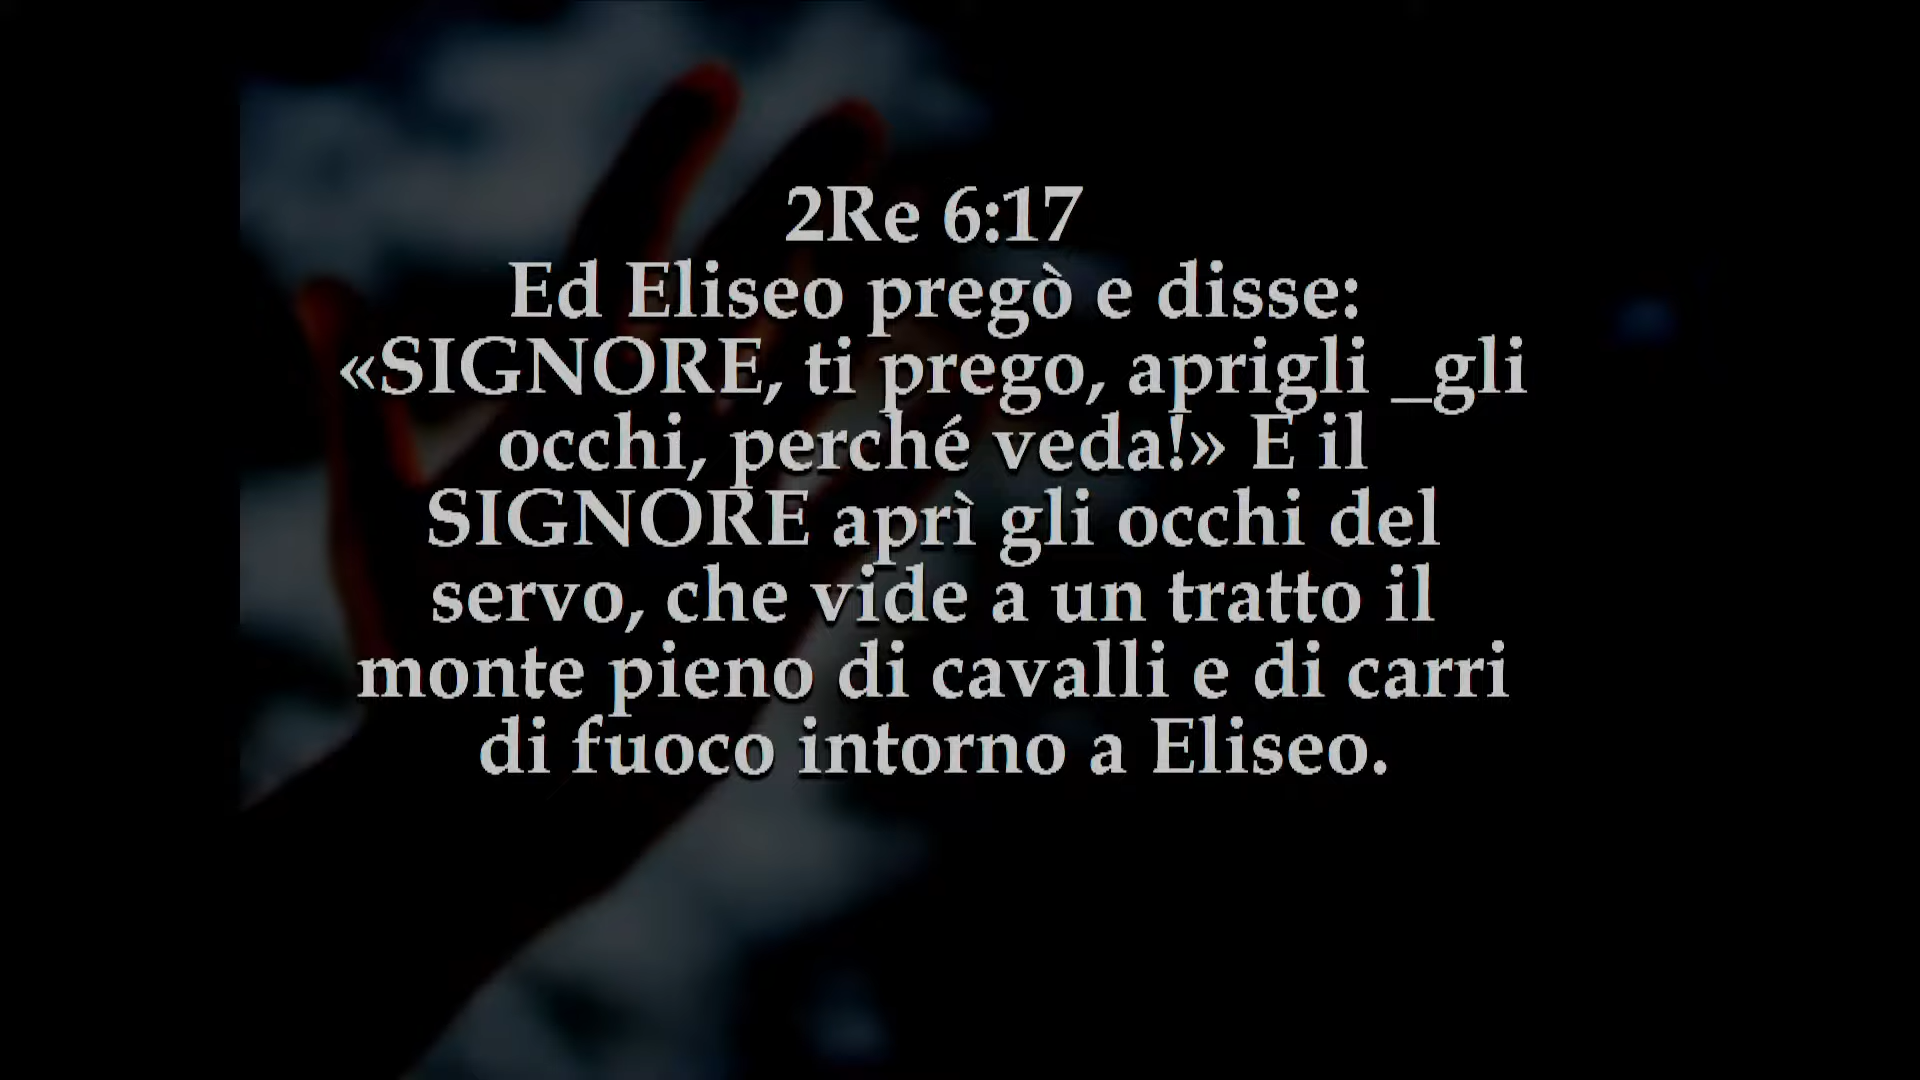 2Re 6:17
Ed Eliseo pregò e disse:
«SIGNORE, ti prego, aprigli _gli
occhi, perché veda!» E il
SIGNORE aprì gli occhi del
servo, che vide a un tratto il
monte pieno di cavalli e di carri
di fuoco intorno a Eliseo.